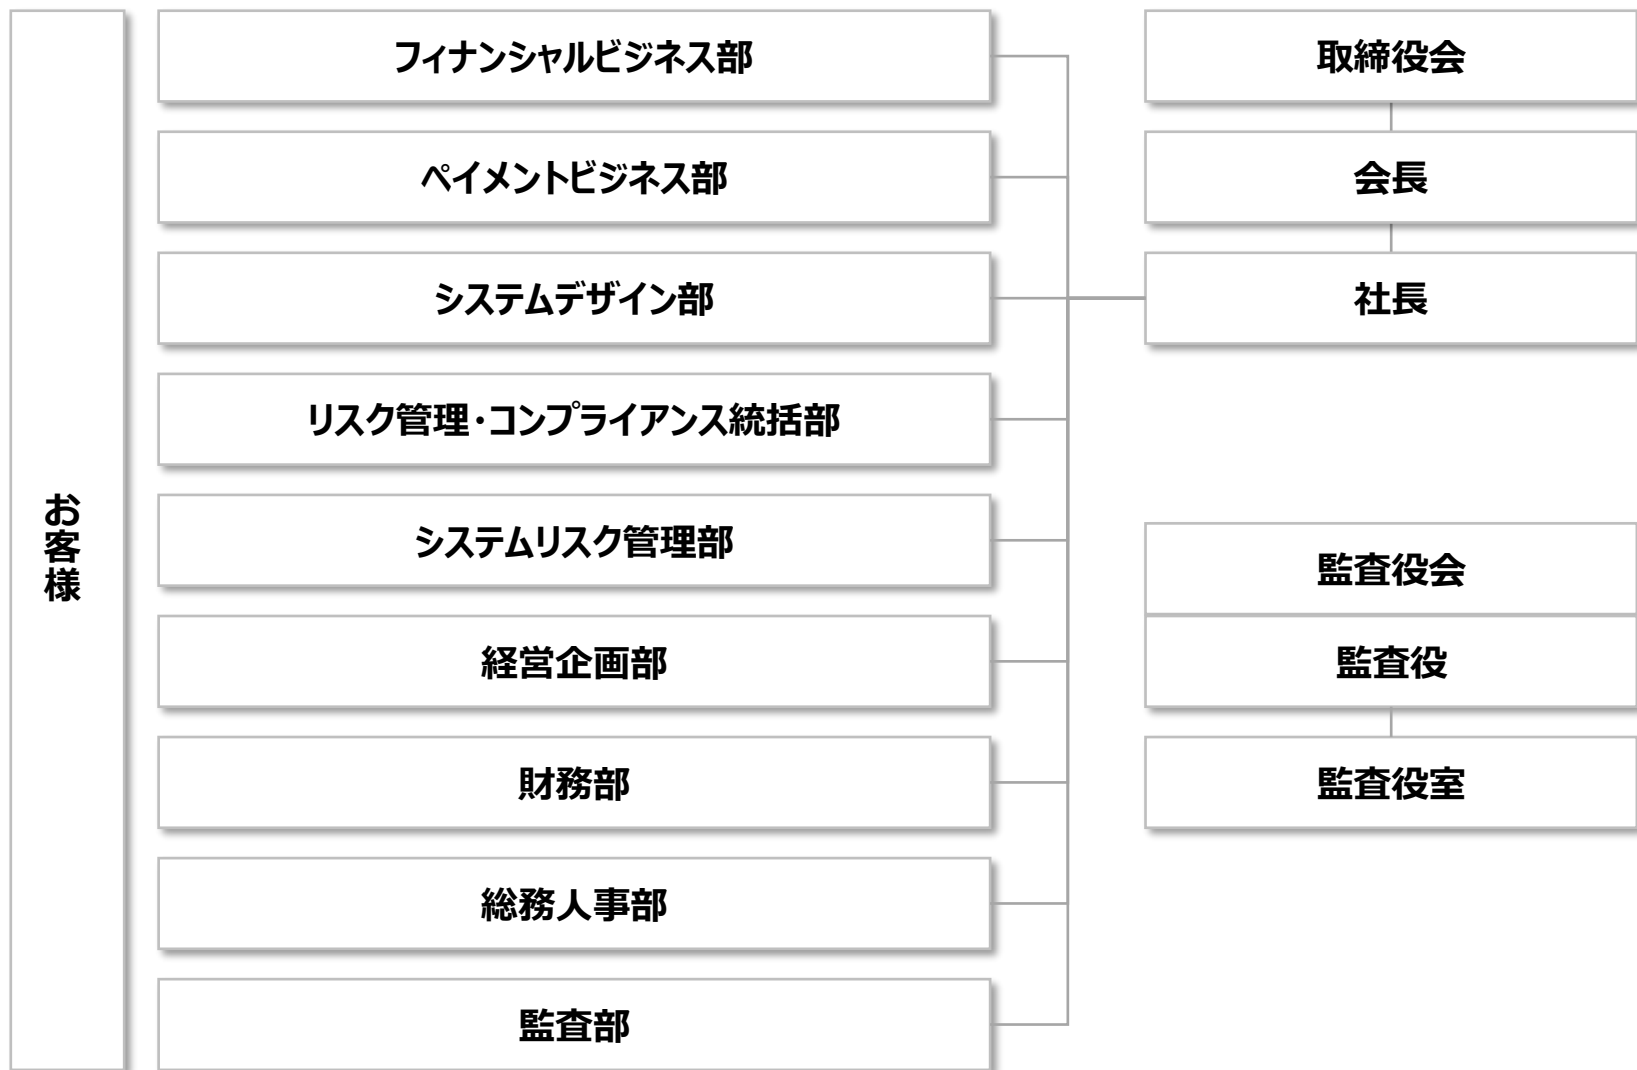 お客様
フィナンシャルビジネス部
ペイメントビジネス部
システムデザイン部
リスク管理・コンプライアンス統括部
システムリスク管理部
経営企画部
財務部
総務人事部
監査部
取締役会
会長
社長
監査役会
監査役
監査役室